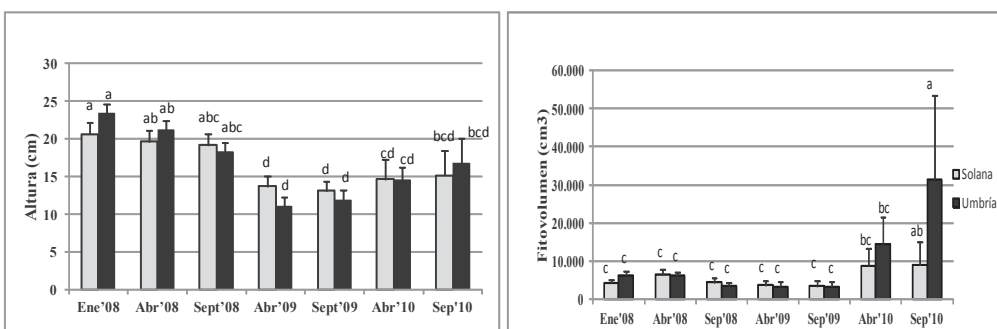 Altura (cm)
30
25
20
15
10
5
0
a a
ab ab
abc abc
d d
d d
cd cd
bcd bcd
Ene'08 Abr'08 Sept'08 Abr'09 Sept'09 Abr'10 Sep'10
Fitovolumen (cm3)
60.000
50.000
40.000
30.000
20.000
10.000
0
c c
c c
c c
c c
c c
bc bc
ab a
Ene'08 Abr'08 Sep'08 Abr'09 Sep'09 Abr'10 Sep'10
Solana
Umbría